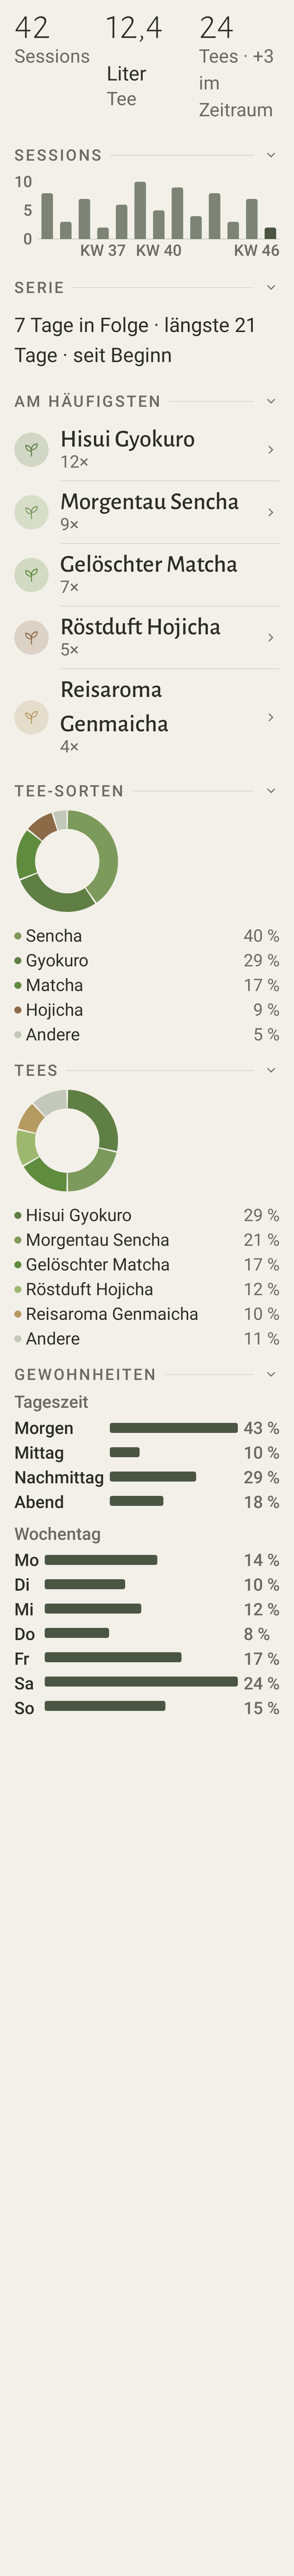 42
Sessions
12,4
Liter
Tee
24
Tees · +3
im
Zeitraum
SESSIONS
10
5
0
KW 37 KW 40 KW 46
SERIE
7 Tage in Folge · längste 21
Tage · seit Beginn
AM HÄUFIGSTEN
Hisui Gyokuro
12×
Morgentau Sencha
9×
Gelöschter Matcha
7×
Röstduft Hojicha
5×
Reisaroma
Genmaicha
4×
TEE-SORTEN
Sencha 40 %
Gyokuro 29 %
Matcha 17 %
Hojicha 9 %
Andere 5 %
TEES
Hisui Gyokuro 29 %
Morgentau Sencha 21 %
Gelöschter Matcha 17 %
Röstduft Hojicha 12 %
Reisaroma Genmaicha 10 %
Andere 11 %
GEWOHNHEITEN
Tageszeit
Morgen 43 %
Mittag 10 %
Nachmittag 29 %
Abend 18 %
Wochentag
Mo 14 %
Di 10 %
Mi 12 %
Do 8 %
Fr 17 %
Sa 24 %
So 15 %